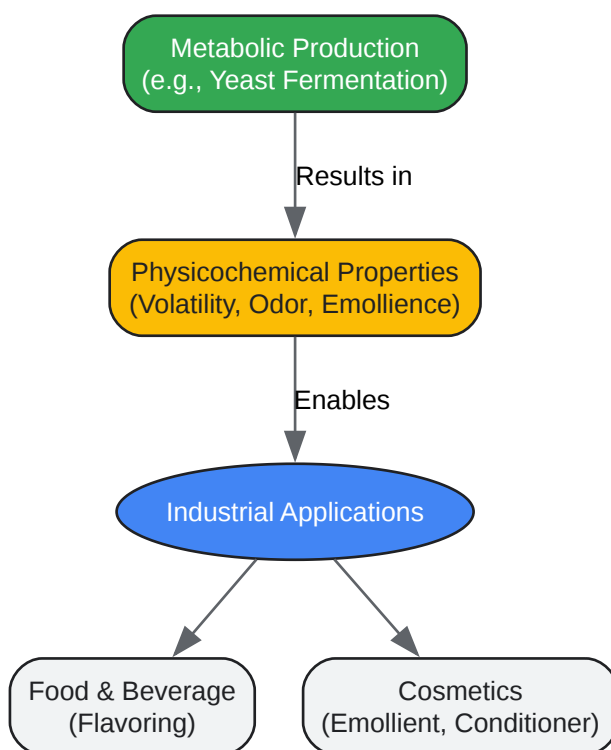 Metabolic Production
(e.g., Yeast Fermentation)
Results in
Physicochemical Properties
(Volatility, Odor, Emollience)
Enables
Industrial Applications
Food & Beverage
(Flavoring)
Cosmetics
(Emollient, Conditioner)